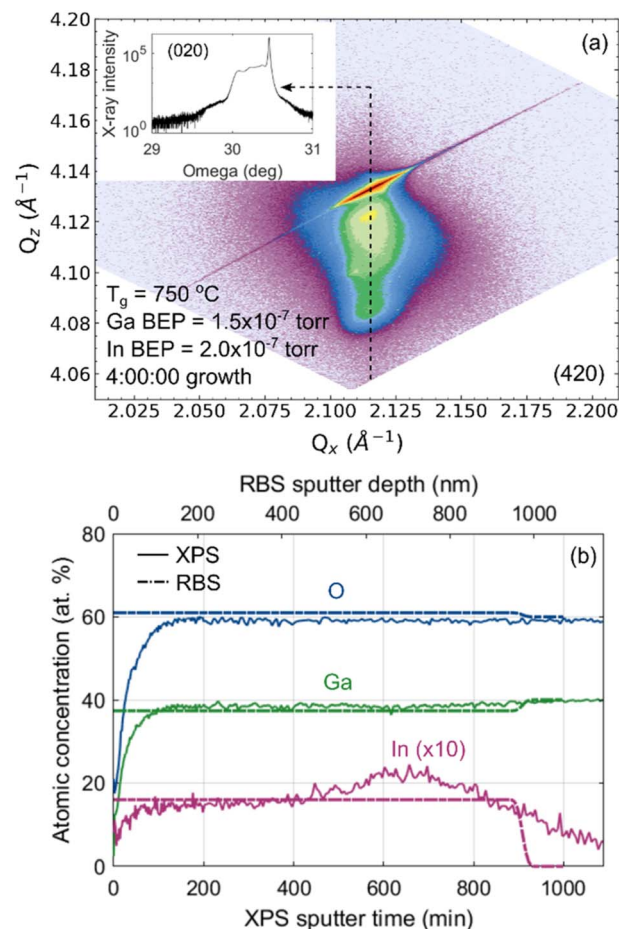 (a)
(020)
X-ray intensity
10⁵
10⁰
29 30 31
Omega (deg)
Q_z (Å⁻¹)
4.20
4.18
4.16
4.14
4.12
4.10
4.08
4.06
T_g = 750 °C
Ga BEP = 1.5x10⁻⁷ torr
In BEP = 2.0x10⁻⁷ torr
4:00:00 growth
(420)
2.025 2.050 2.075 2.100 2.125 2.150 2.175 2.200
Q_x (Å⁻¹)
RBS sputter depth (nm)
0 200 400 600 800 1000
(b)
XPS
RBS
O
Ga
In (x10)
Atomic concentration (at. %)
80
60
40
20
0
0 200 400 600 800 1000
XPS sputter time (min)